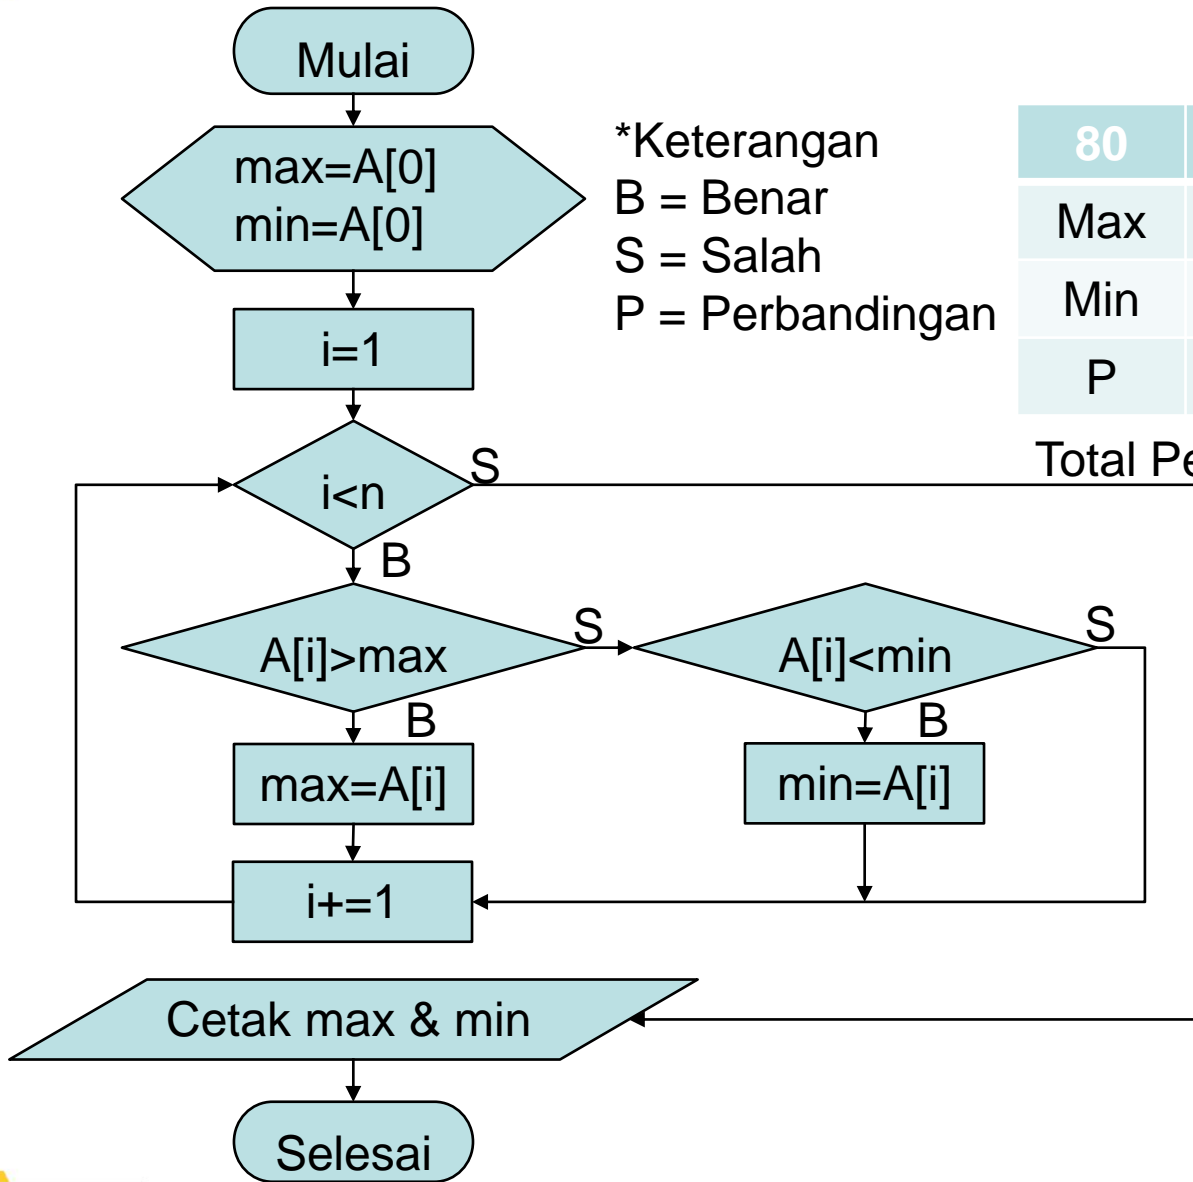 Mulai
max=A[0]
min=A[0]
*Keterangan
B = Benar
S = Salah
P = Perbandingan
80
Max
Min
P
Total
i=1
i<n
S
B
A[i]>max
S
A[i]<min
S
B
B
max=A[i]
min=A[i]
i+=1
Cetak max & min
Selesai